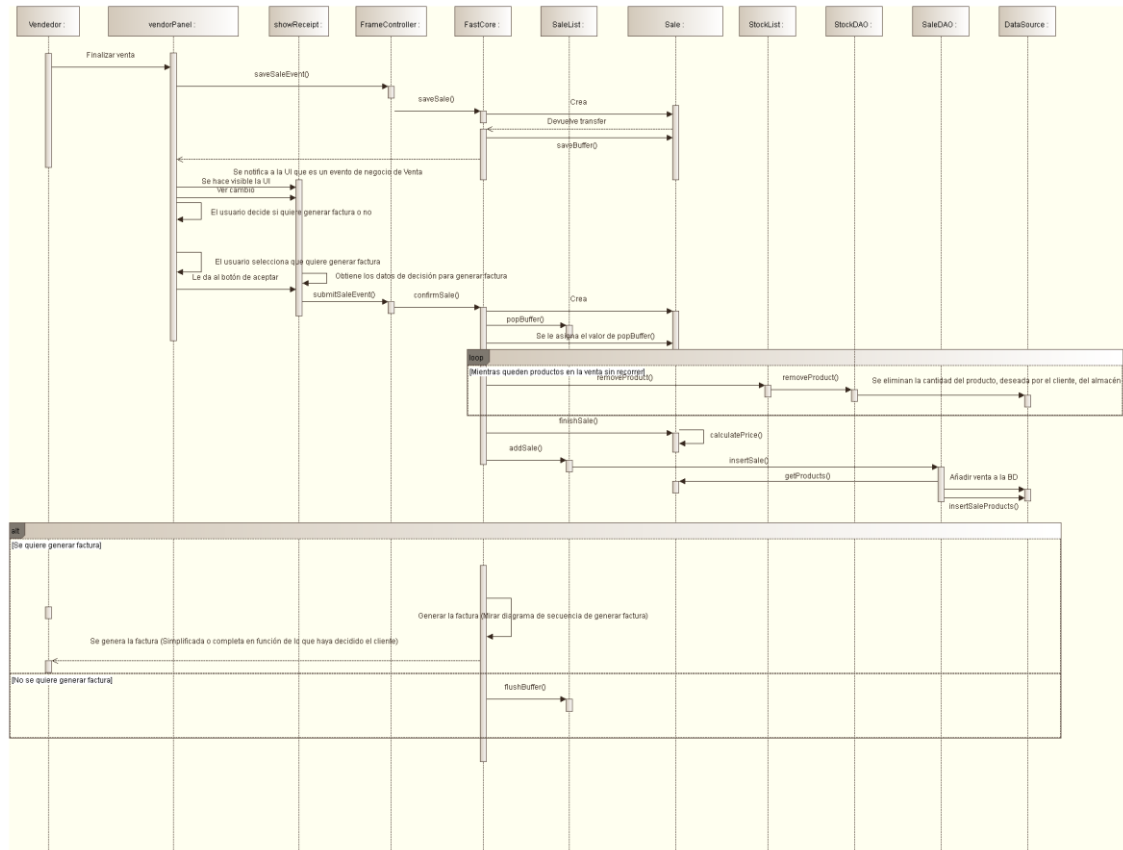 Vendedor :
vendorPanel :
showReceipt :
FrameController :
FastCore :
SaleList :
Sale :
StockList :
StockDAO :
SaleDAO :
DataSource :
Finalizar venta
saveSaleEvent()
saveSale()
Crea
Devuelve transfer
saveBuffer()
Se notifica a la UI que es un evento de negocio de Venta
Se hace visible la UI
Ver cambio
El usuario decide si quiere generar factura o no
El usuario selecciona que quiere generar factura
Le da al botón de aceptar
Obtiene los datos de decisión para generar factura
submitSaleEvent()
confirmSale()
Crea
popBuffer()
Se le asigna el valor de popBuffer()
loop
[Mientras queden productos en la venta sin recorrer]
removeProduct()
removeProduct()
Se eliminan la cantidad del producto, deseada por el cliente, del almacén
finishSale()
calculatePrice()
addSale()
insertSale()
getProducts()
Añadir venta a la BD
insertSaleProducts()
alt
[Se quiere generar factura]
Generar la factura (Mirar diagrama de secuencia de generar factura)
Se genera la factura (Simplificada o completa en función de lo que haya decidido el cliente)
[No se quiere generar factura]
flushBuffer()